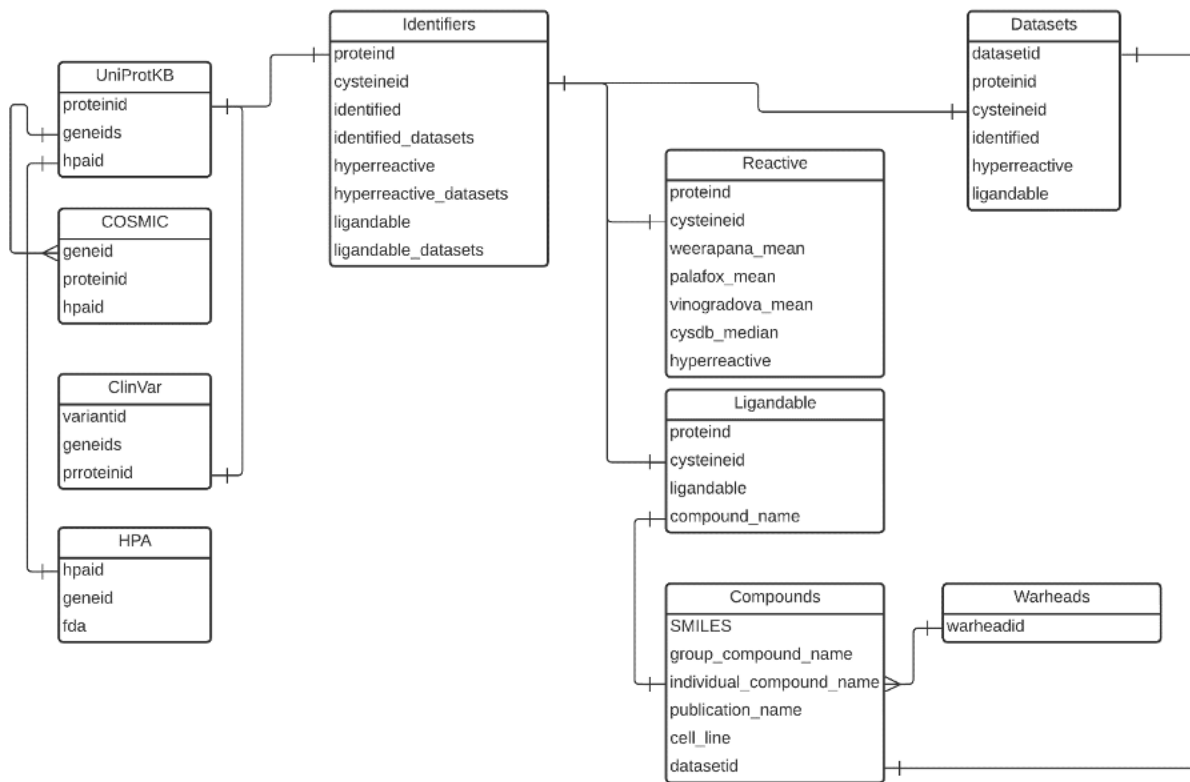 Identifiers
proteind
cysteineid
identified
identified_datasets
hyperreactive
hyperreactive_datasets
ligandable
ligandable_datasets
Datasets
datasetid
proteinid
cysteineid
identified
hyperreactive
ligandable
UniProtKB
proteinid
geneids
hpaid
COSMIC
geneid
proteinid
hpaid
ClinVar
variantid
geneids
prroteinid
HPA
hpaid
geneid
fda
Reactive
proteind
cysteineid
weerapana_mean
palafox_mean
vinogradova_mean
cysdb_median
hyperreactive
Ligandable
proteind
cysteineid
ligandable
compound_name
Compounds
SMILES
group_compound_name
individual_compound_name
publication_name
cell_line
datasetid
Warheads
warheadid